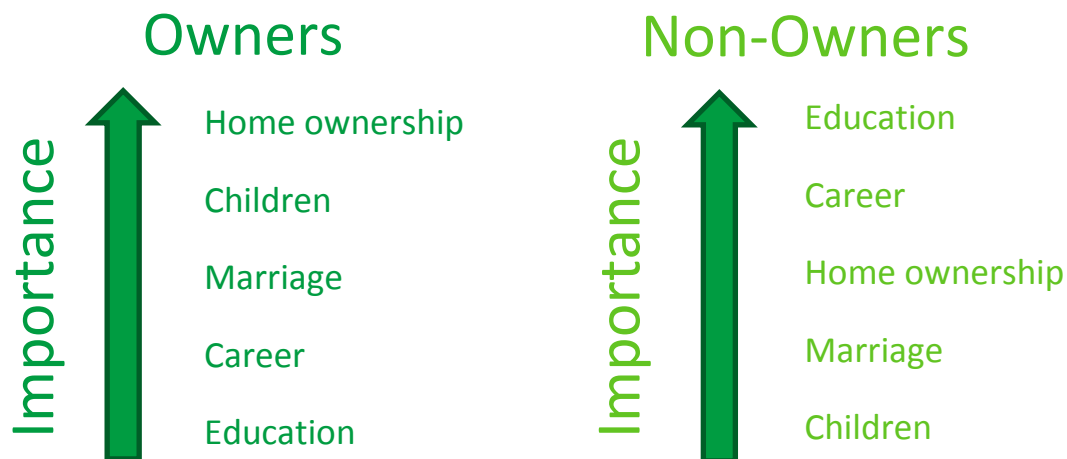 Owners
Importance
Home ownership
Children
Marriage
Career
Education
Non-Owners
Importance
Education
Career
Home ownership
Marriage
Children